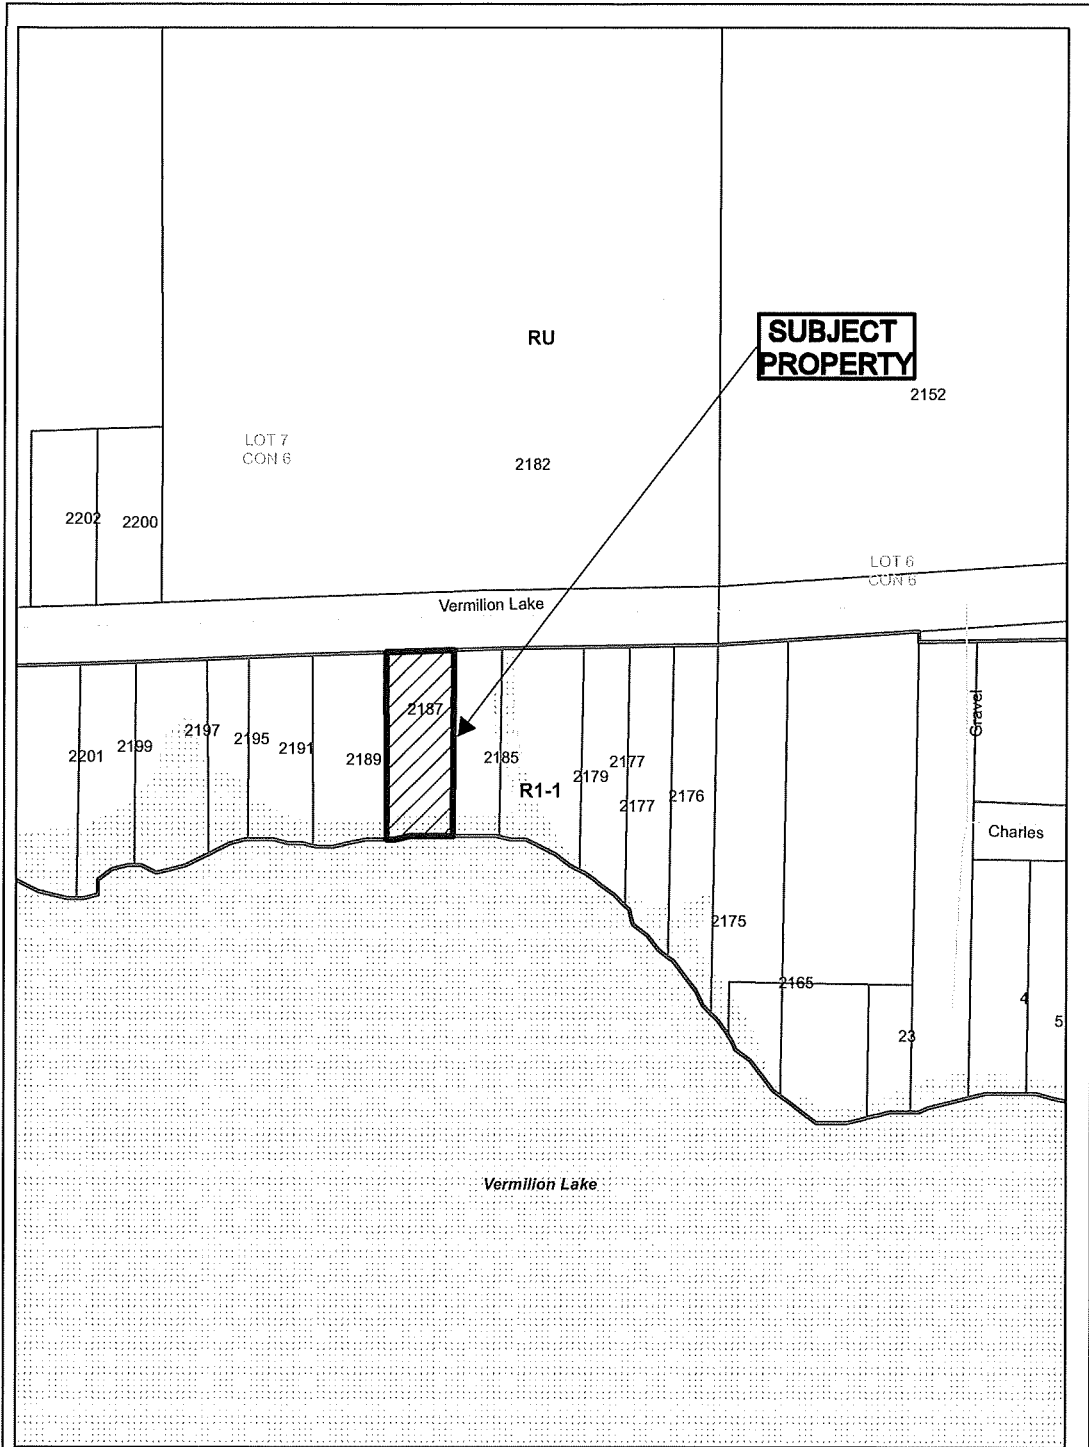 RU
SUBJECT
PROPERTY
2152
LOT 7
CON 6
2182
2202
2200
LOT 6
CON 6
Vermilion Lake
2201
2199
2197
2195
2191
2189
2187
2185
R1-1
2179
2177
2177
2176
2175
2165
23
Gravel
Charles
4
5
Vermilion Lake